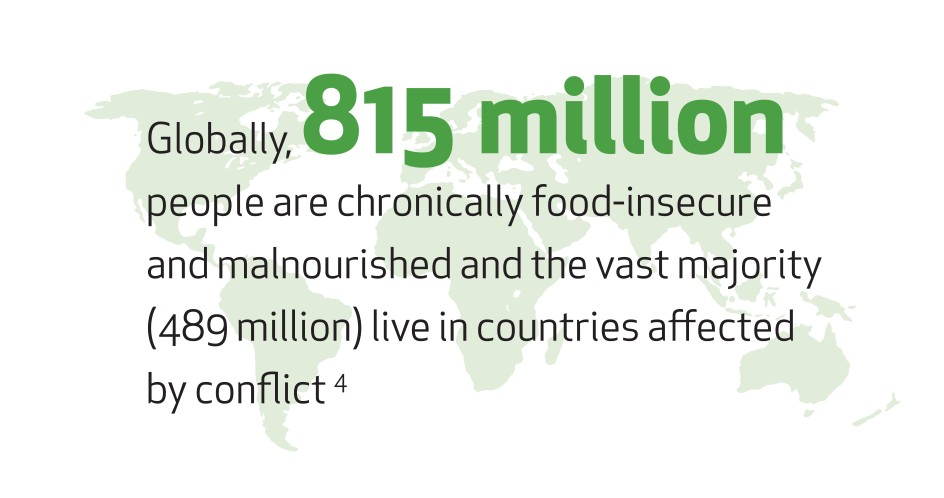 Globally, 815 million
people are chronically food-insecure
and malnourished and the vast majority
(489 million) live in countries affected
by conflict 4